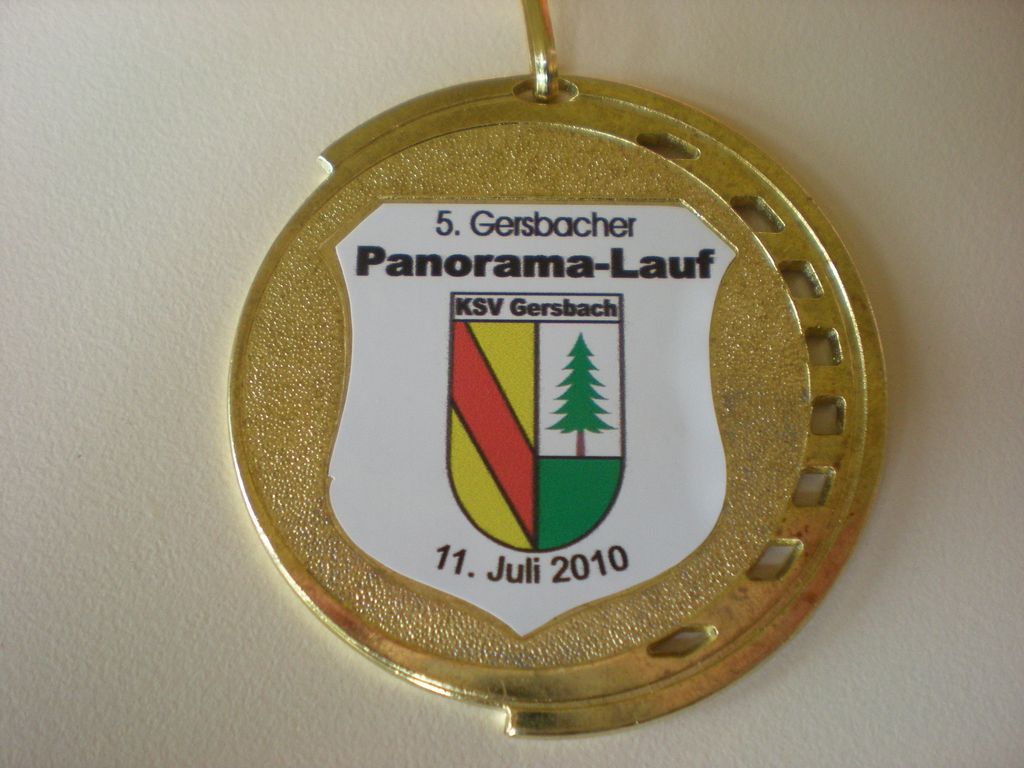 5. Gersbacher
Panorama-Lauf
KSV Gersbach
11. Juli 2010